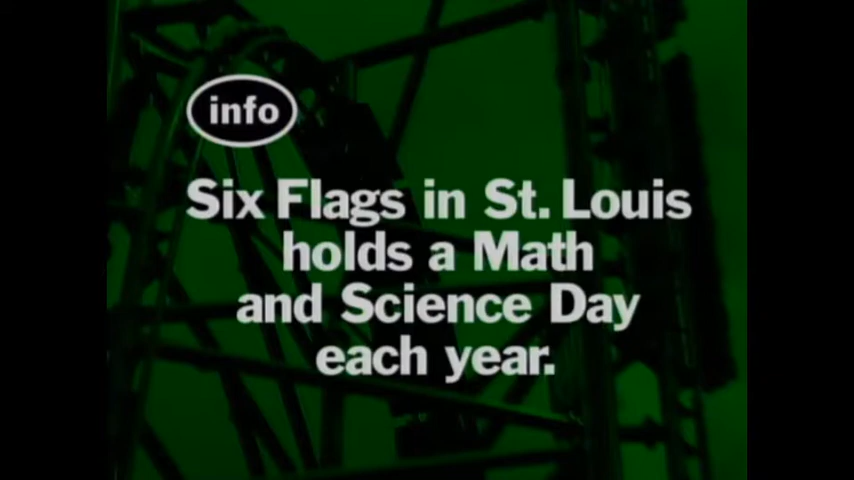 info
Six Flags in St. Louis
holds a Math
and Science Day
each year.